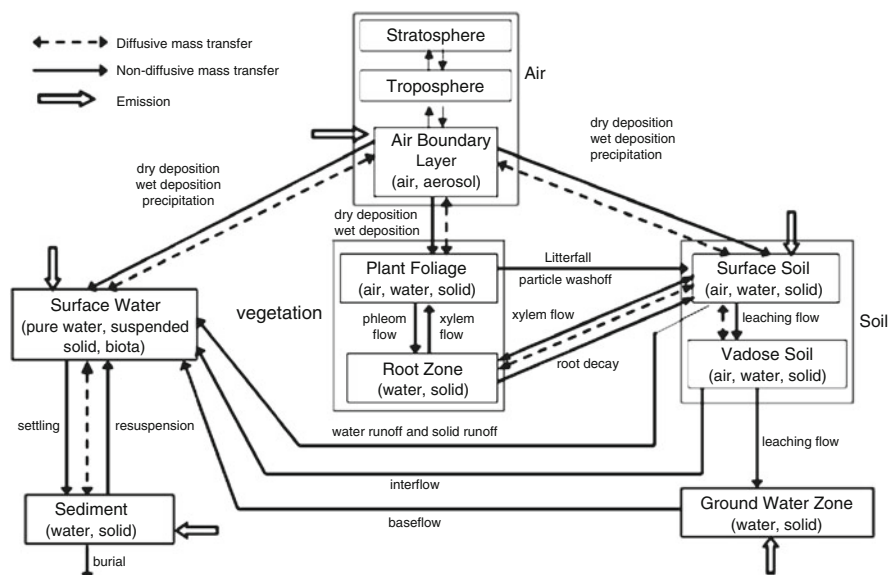 Diffusive mass transfer
Non-diffusive mass transfer
Emission
Stratosphere
Troposphere
Air
Air Boundary
Layer
(air, aerosol)
dry deposition
wet deposition
precipitation
dry deposition
wet deposition
precipitation
dry deposition
wet deposition
Surface Water
(pure water, suspended
solid, biota)
vegetation
Plant Foliage
(air, water, solid)
Litterfall
particle washoff
Surface Soil
(air, water, solid)
phleom
flow
xylem
flow
xylem flow
leaching flow
Soil
Root Zone
(water, solid)
root decay
Vadose Soil
(air, water, solid)
settling
resuspension
water runoff and solid runoff
leaching flow
interflow
Sediment
(water, solid)
baseflow
Ground Water Zone
(water, solid)
burial